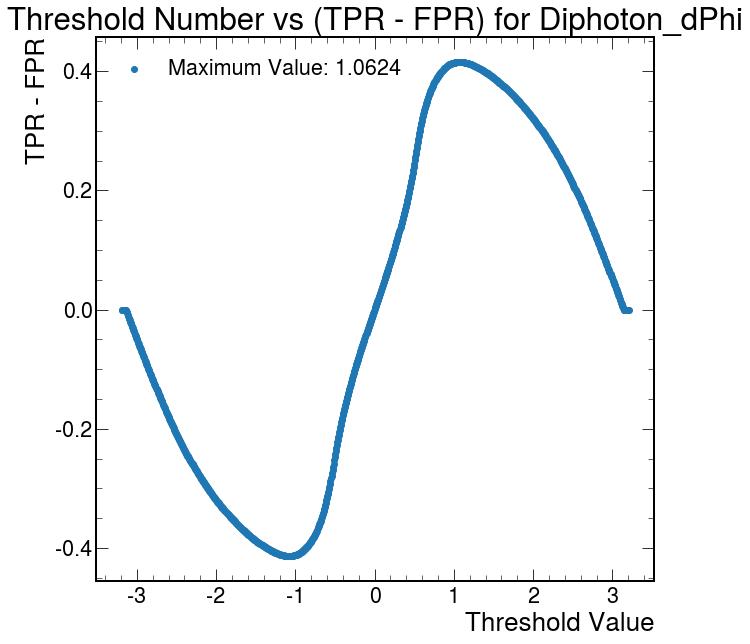 Threshold Number vs (TPR - FPR) for Diphoton_dPhi
TPR - FPR
Maximum Value: 1.0624
0.4
0.2
0.0
-0.2
-0.4
-3 -2 -1 0 1 2 3
Threshold Value